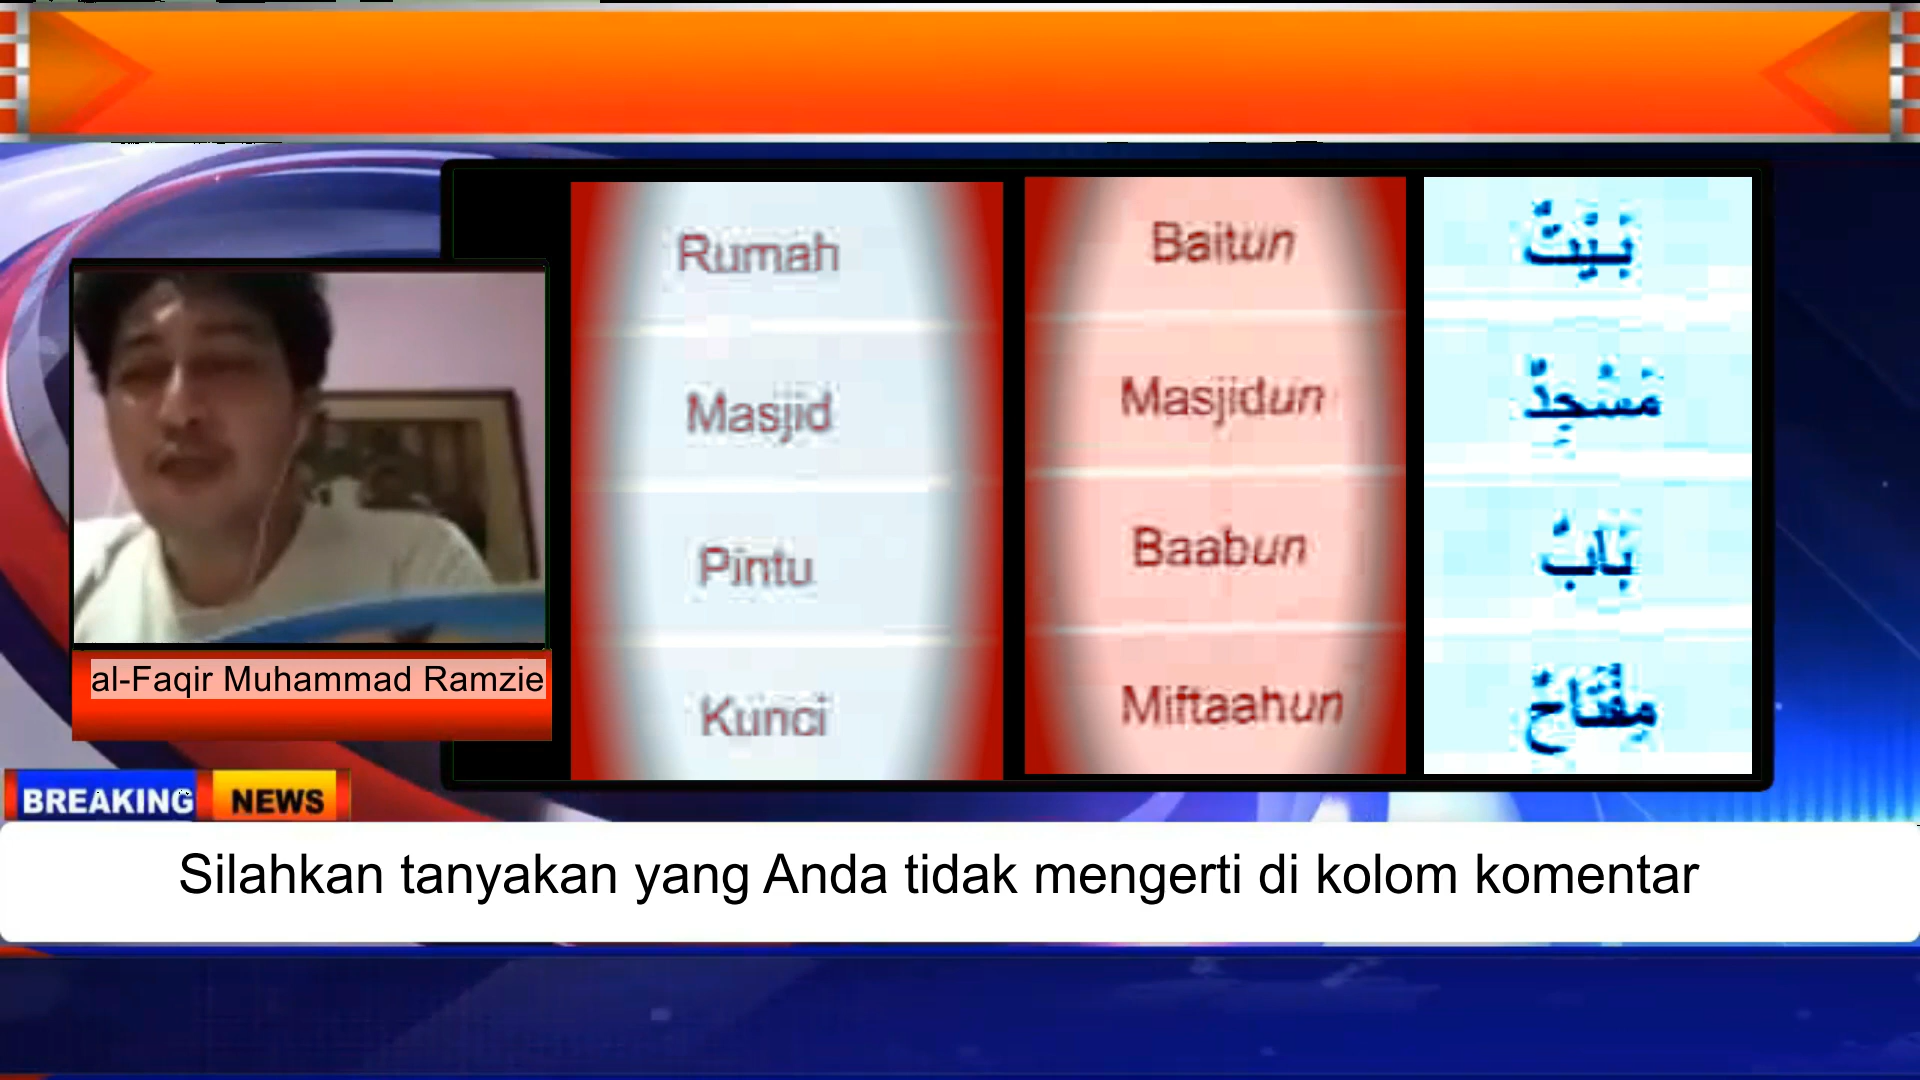 Rumah Baitun بَيْتٌ
Masjid Masjidun مَسْجِدٌ
Pintu Baabun بَابٌ
Kunci Miftaahun مِفْتَاحٌ
al-Faqir Muhammad Ramzie
BREAKING NEWS
Silahkan tanyakan yang Anda tidak mengerti di kolom komentar